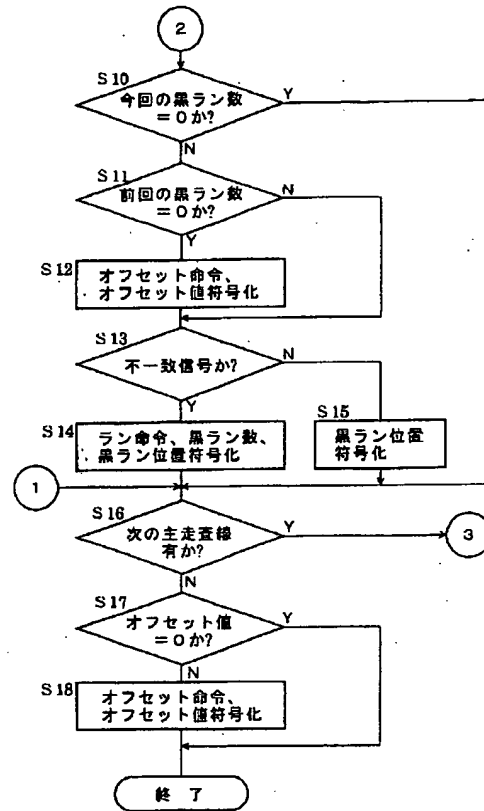 2
S10
今回の黒ラン数
=0か?
Y
N
S11
前回の黒ラン数
=0か?
N
Y
S12
オフセット命令、
オフセット値符号化
S13
不一致信号か?
N
Y
S14
ラン命令、黒ラン数、
黒ラン位置符号化
S15
黒ラン位置
符号化
1
S16
次の主走査線
有か?
Y
3
N
S17
オフセット値
=0か?
Y
N
S18
オフセット命令、
オフセット値符号化
終了